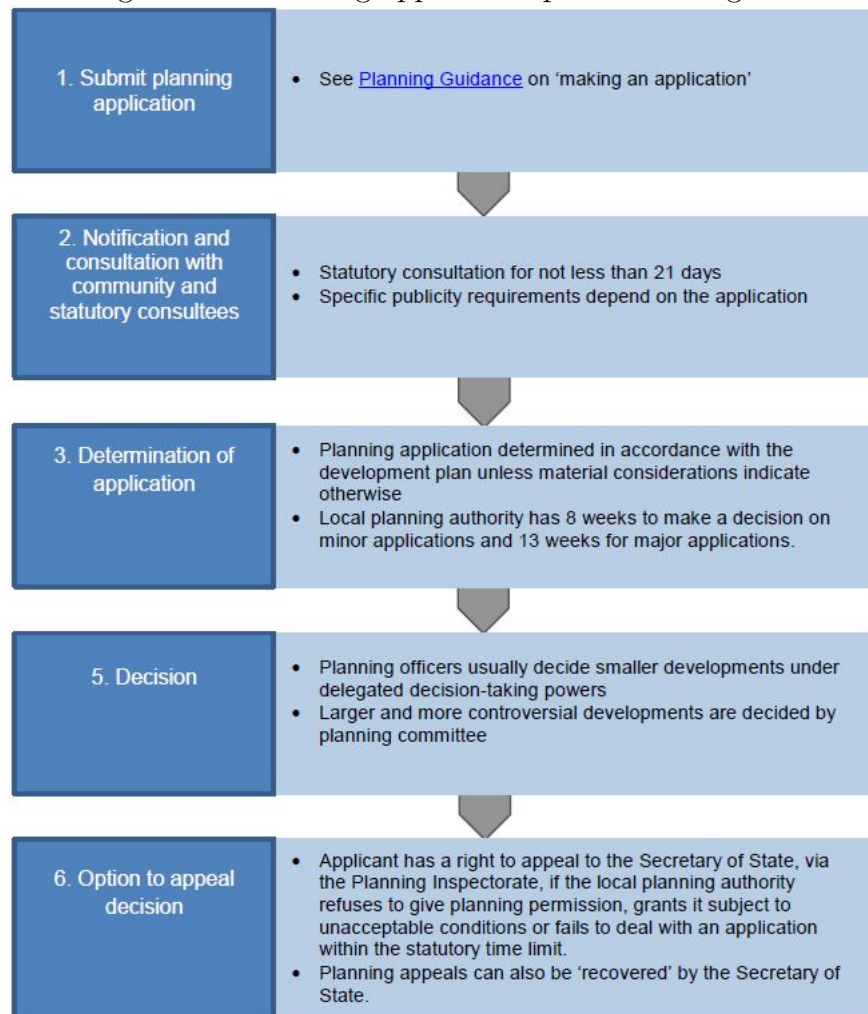 1. Submit planning
application
• See Planning Guidance on ‘making an application’
2. Notification and
consultation with
community and
statutory consultees
• Statutory consultation for not less than 21 days
• Specific publicity requirements depend on the application
3. Determination of
application
• Planning application determined in accordance with the
development plan unless material considerations indicate
otherwise
• Local planning authority has 8 weeks to make a decision on
minor applications and 13 weeks for major applications.
5. Decision
• Planning officers usually decide smaller developments under
delegated decision-taking powers
• Larger and more controversial developments are decided by
planning committee
6. Option to appeal
decision
• Applicant has a right to appeal to the Secretary of State, via
the Planning Inspectorate, if the local planning authority
refuses to give planning permission, grants it subject to
unacceptable conditions or fails to deal with an application
within the statutory time limit.
• Planning appeals can also be ‘recovered’ by the Secretary of
State.